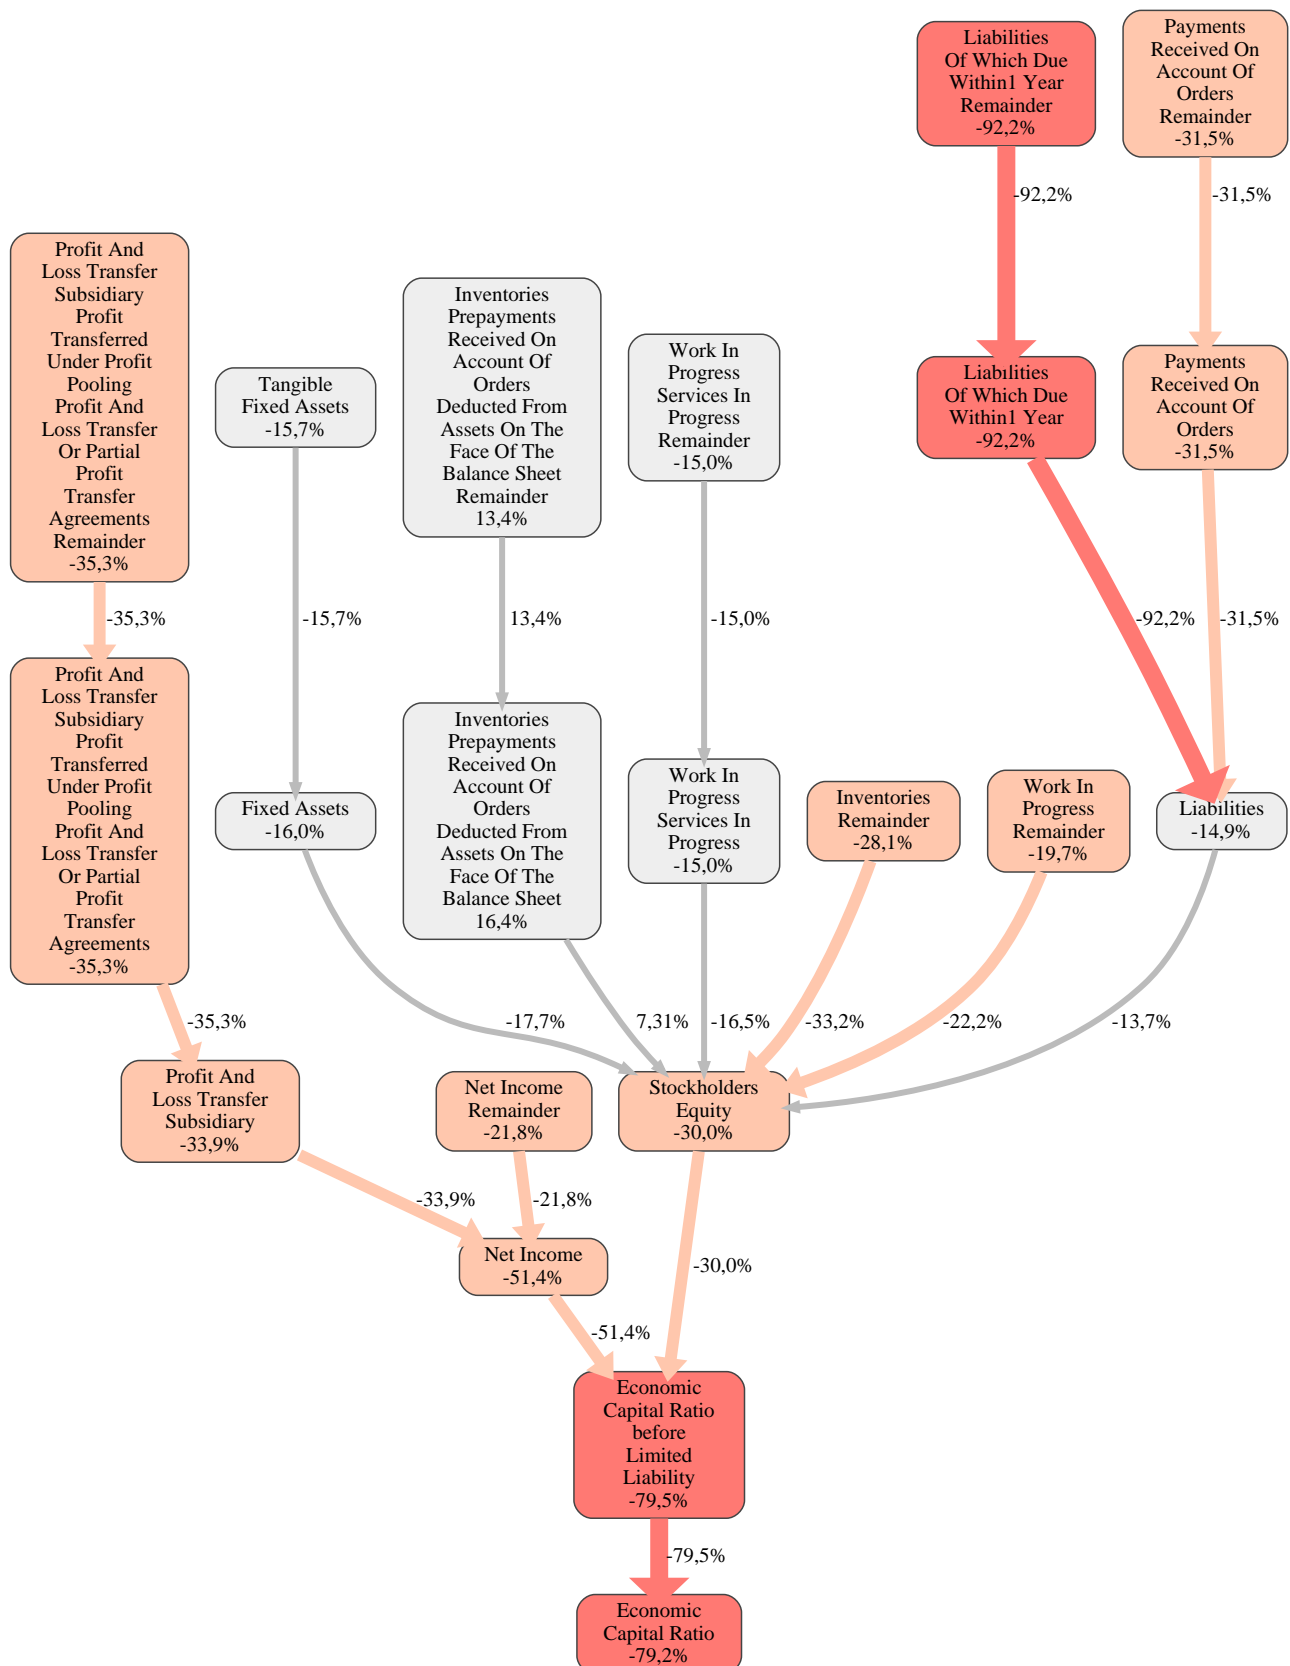 Liabilities
Of Which Due
Within1 Year
Remainder
-92,2%
Payments
Received On
Account Of
Orders
Remainder
-31,5%
-92,2%
-31,5%
Profit And
Loss Transfer
Subsidiary
Profit
Transferred
Under Profit
Pooling
Profit And
Loss Transfer
Or Partial
Profit
Transfer
Agreements
Remainder
-35,3%
Tangible
Fixed Assets
-15,7%
Inventories
Prepayments
Received On
Account Of
Orders
Deducted From
Assets On The
Face Of The
Balance Sheet
Remainder
13,4%
Work In
Progress
Services In
Progress
Remainder
-15,0%
Liabilities
Of Which Due
Within1 Year
-92,2%
Payments
Received On
Account Of
Orders
-31,5%
-35,3%
-15,7%
13,4%
-15,0%
-92,2%
-31,5%
Profit And
Loss Transfer
Subsidiary
Profit
Transferred
Under Profit
Pooling
Profit And
Loss Transfer
Or Partial
Profit
Transfer
Agreements
-35,3%
Fixed Assets
-16,0%
Inventories
Prepayments
Received On
Account Of
Orders
Deducted From
Assets On The
Face Of The
Balance Sheet
16,4%
Work In
Progress
Services In
Progress
-15,0%
Inventories
Remainder
-28,1%
Work In
Progress
Remainder
-19,7%
Liabilities
-14,9%
-35,3%
-17,7%
7,31%
-16,5%
-33,2%
-22,2%
-13,7%
Profit And
Loss Transfer
Subsidiary
-33,9%
Net Income
Remainder
-21,8%
Stockholders
Equity
-30,0%
-33,9%
-21,8%
Net Income
-51,4%
-30,0%
-51,4%
Economic
Capital Ratio
before
Limited
Liability
-79,5%
-79,5%
Economic
Capital Ratio
-79,2%